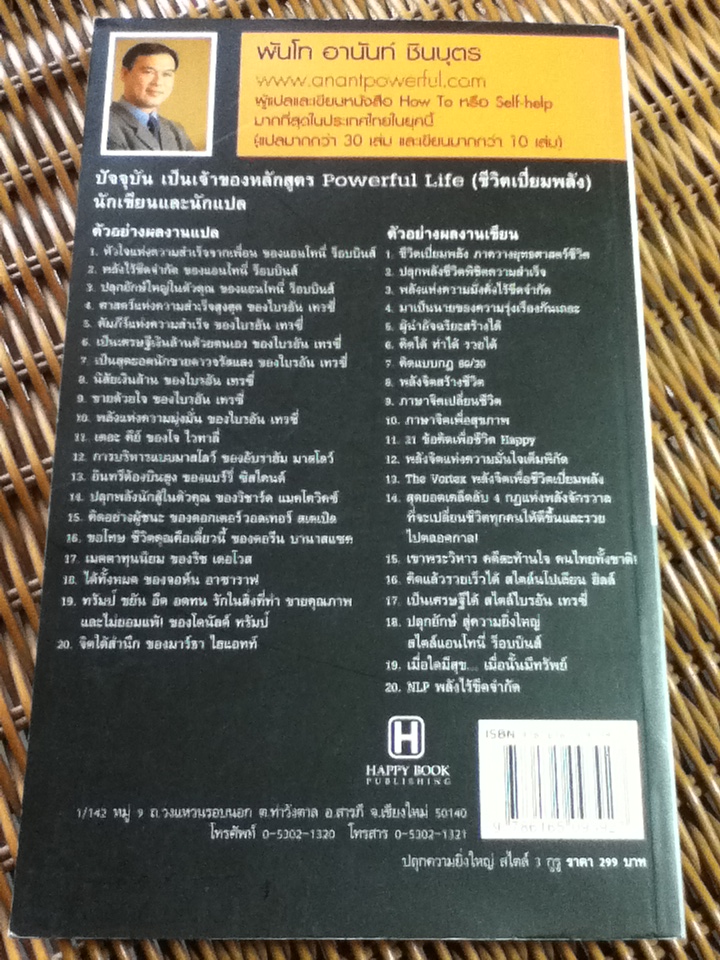 พันโท อานันท์ ชินบุตร
www.anantpowerful.com
ผู้แปลและเขียนหนังสือ How To หรือ Self-help
มากที่สุดในประเทศไทยในยุคนี้
(แปลมากกว่า 30 เล่ม และเขียนมากกว่า 10 เล่ม)
ปัจจุบัน เป็นเจ้าของหลักสูตร Powerful Life (ชีวิตเปี่ยมพลัง)
นักเขียนและนักแปล
ตัวอย่างผลงานแปล
1. หัวใจแห่งความสำเร็จจากเพื่อน ของแอนโทนี่ ร็อบบินส์
2. พลังไร้ขีดจำกัด ของแอนโทนี่ ร็อบบินส์
3. ปลุกยักษ์ใหญ่ในตัวคุณ ของแอนโทนี่ ร็อบบินส์
4. ศาสตร์แห่งความสำเร็จสูงสุด ของไบรอัน เทรซี่
5. คัมภีร์แห่งความสำเร็จ ของไบรอัน เทรซี่
6. เป็นเศรษฐีเงินล้านด้วยตนเอง ของไบรอัน เทรซี่
7. เป็นสุดยอดนักขายดาวจรัสแสง ของไบรอัน เทรซี่
8. นิสัยเงินล้าน ของไบรอัน เทรซี่
9. ขายด้วยใจ ของไบรอัน เทรซี่
10. พลังแห่งความมุ่งมั่น ของไบรอัน เทรซี่
11. เดอะ คีย์ ของโจ ไวทาลี่
12. การบริหารแบบมาสโลว์ ของอับราฮัม มาสโลว์
13. อินทรีต้องบินสูง ของแบร์รี่ ซิลไดนด์
14. ปลุกพลังนักสู้ในตัวคุณ ของริชาร์ด แมคโดวิคซ์
15. คิดอย่างผู้ชนะ ของดอกเตอร์วอลเทอร์ สเตเปิล
16. ขอโทษ ชีวิตคุณคือเดี๋ยวนี้ ของคอรีน บานาสแซค
17. เมตตาทุนนิยม ของริช เดอโวส
18. ได้ทั้งหมด ของจอห์น อาซาราฟ
19. ทรัมป์ ขยัน อึด อดทน รักในสิ่งที่ทำ ขายคุณภาพ
และไม่ยอมแพ้! ของโดนัลด์ ทรัมป์
20. จิตใต้สำนึก ของมาร์ธา ไฮแอทท์
ตัวอย่างผลงานเขียน
1. ชีวิตเปี่ยมพลัง ภาควางยุทธศาสตร์ชีวิต
2. ปลุกพลังชีวิตพิชิตความสำเร็จ
3. พลังแห่งความมั่งคั่งไร้ขีดจำกัด
4. มาเป็นนายของความรุ่งเรืองกันเถอะ
5. ผู้นำอัจฉริยะสร้างได้
6. คิดได้ ทำได้ รวยได้
7. คิดแบบกฎ 80/20
8. พลังจิตสร้างชีวิต
9. ภาษาจิตเปลี่ยนชีวิต
10. ภาษาจิตเพื่อสุขภาพ
11. 21 ข้อคิดเพื่อชีวิต Happy
12. พลังจิตแห่งความมั่นใจเต็มพิกัด
13. The Vortex พลังจิตเพื่อชีวิตเปี่ยมพลัง
14. สุดยอดเคล็ดลับ 4 กฎแห่งพลังจักรวาล
ที่จะเปลี่ยนชีวิตทุกคนให้ดีขึ้นและรวย
ไปตลอดกาล!
15. เขาพระวิหาร คดีสะท้านใจ คนไทยทั้งชาติ!
16. คิดแล้วรวยเร็วได้ สไตล์นโปเลียน ฮิลล์
17. เป็นเศรษฐีได้ สไตล์ไบรอัน เทรซี่
18. ปลุกยักษ์ สู่ความยิ่งใหญ่
สไตล์แอนโทนี่ ร็อบบินส์
19. เมื่อใดมีสุข... เมื่อนั้นมีทรัพย์
20. NLP พลังไร้ขีดจำกัด
H
HAPPY BOOK
PUBLISHING
ISBN
1/142 หมู่ 9 ถ.วงแหวนรอบนอก ต.ท่าวังตาล อ.สารภี จ.เชียงใหม่ 50140
โทรศัพท์ 0-5302-1320 โทรสาร 0-5302-1321
ปลุกความยิ่งใหญ่ สไตล์ 3 กูรู ราคา 299 บาท